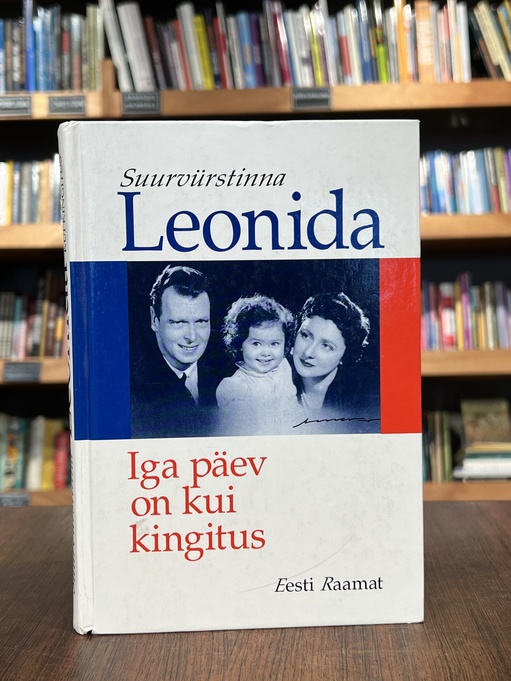 Suurvürstinna
Leonida
Iga päev
on kui
kingitus
Eesti Raamat